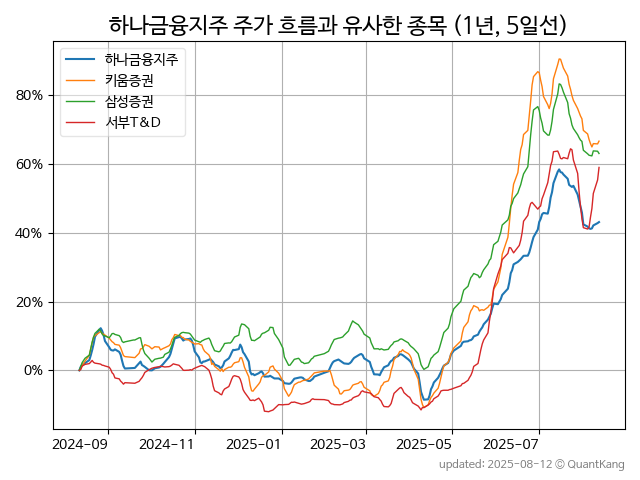 하나금융지주 주가 흐름과 유사한 종목 (1년, 5일선)
하나금융지주
키움증권
삼성증권
서부T&D
80%
60%
40%
20%
0%
2024-09 2024-11 2025-01 2025-03 2025-05 2025-07
updated: 2025-08-12 © QuantKang